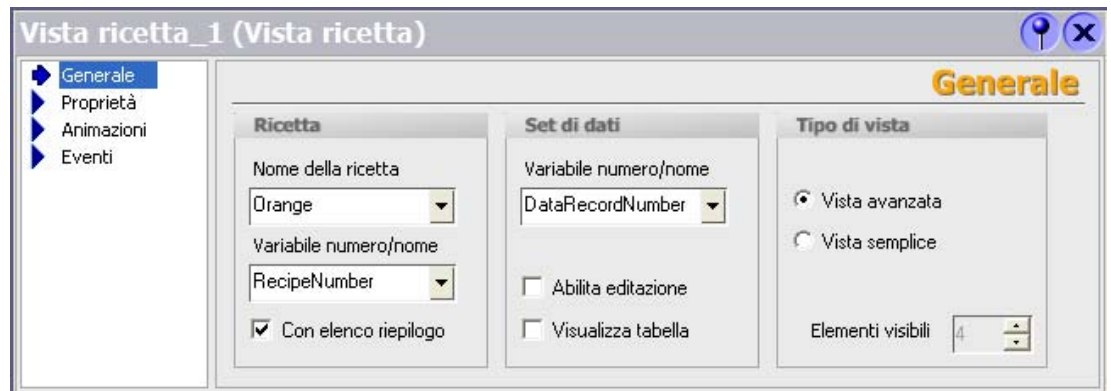 Vista ricetta_1 (Vista ricetta)
Generale
Proprietà
Animazioni
Eventi
Generale
Ricetta
Nome della ricetta
Orange
Variabile numero/nome
RecipeNumber
Con elenco riepilogo
Set di dati
Variabile numero/nome
DataRecordNumber
Abilita editazione
Visualizza tabella
Tipo di vista
Vista avanzata
Vista semplice
Elementi visibili 4